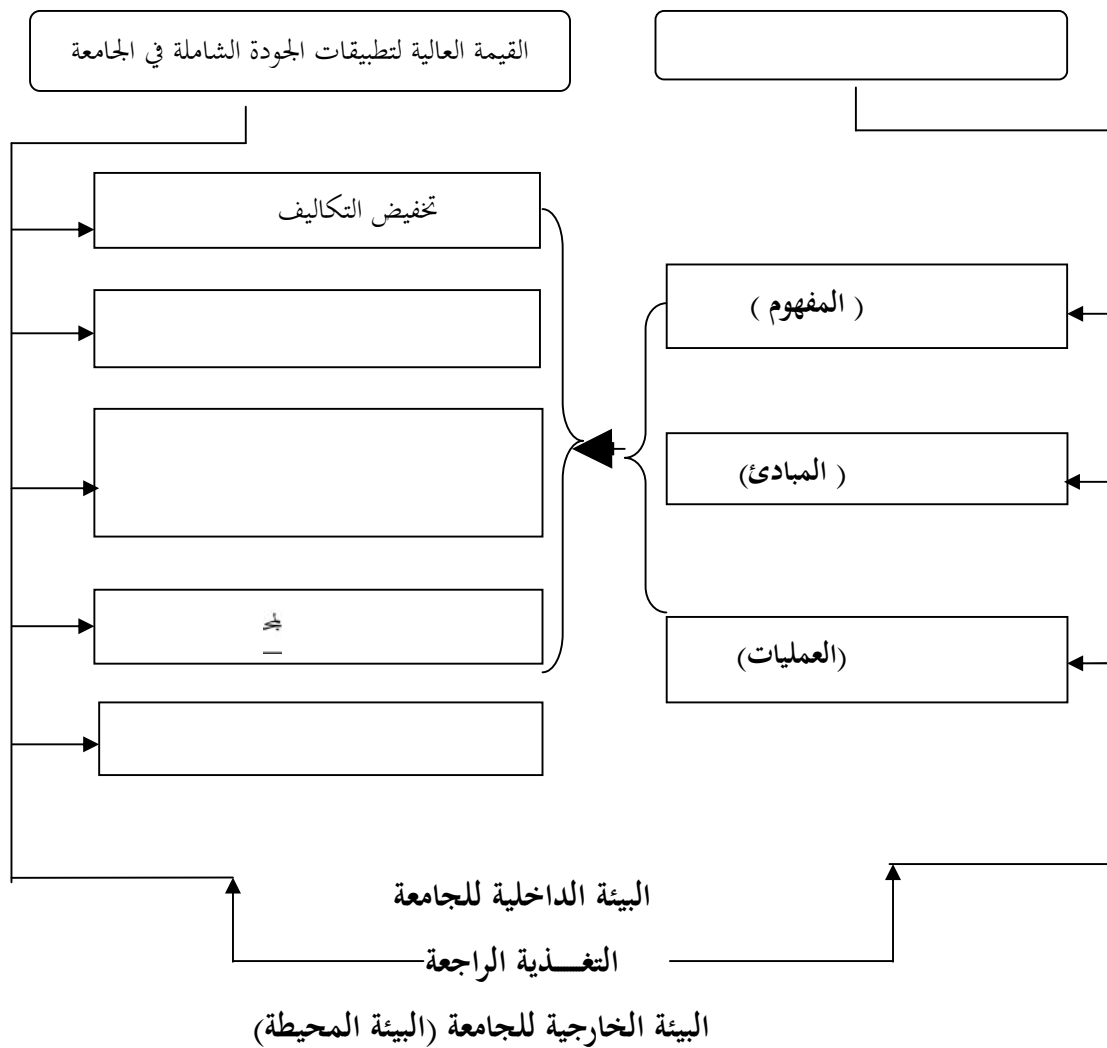 القيمة العالية لتطبيقات الجودة الشاملة في الجامعة
تخفيض التكاليف
( المفهوم )
( المبادئ)
(العمليات)
البيئة الداخلية للجامعة
التغـــذية الراجعة
البيئة الخارجية للجامعة (البيئة المحيطة)